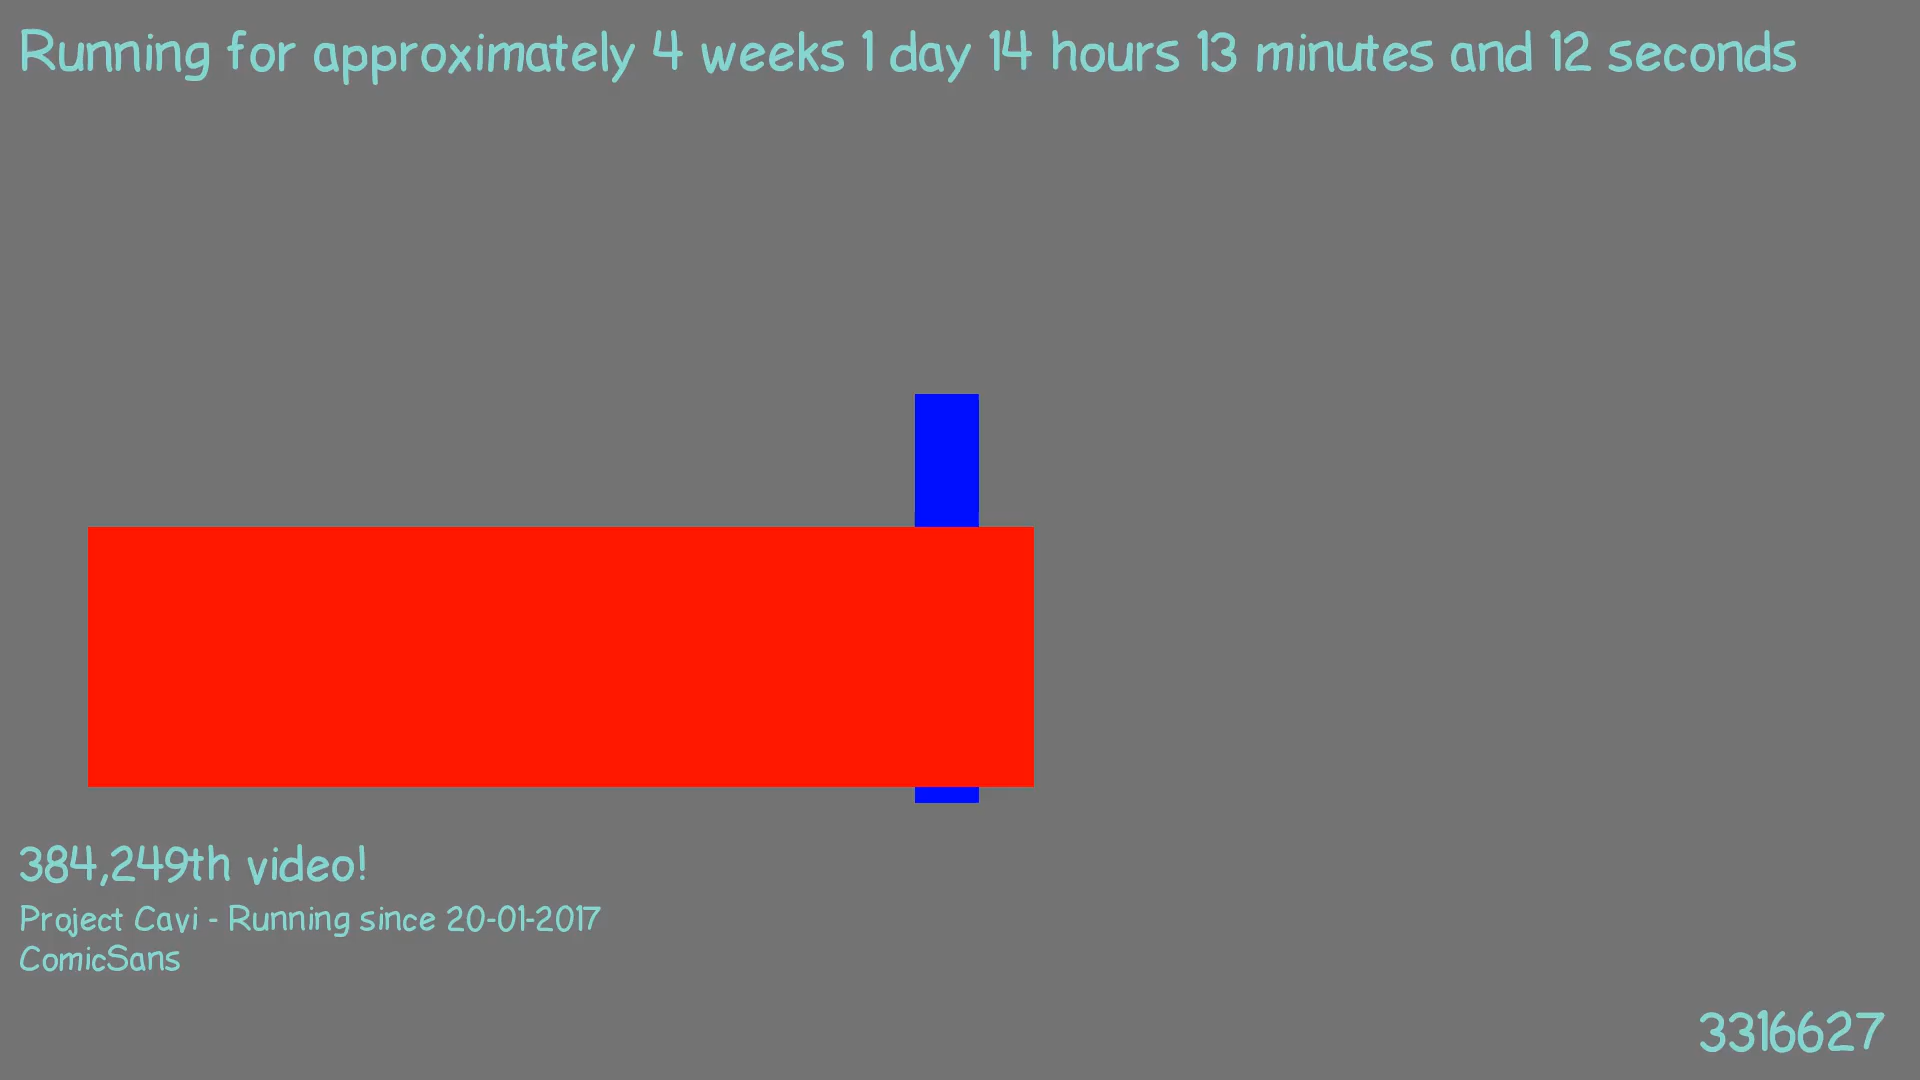 Running for approximately 4 weeks 1 day 14 hours 13 minutes and 12 seconds
384,249th video!
Project Cavi - Running since 20-01-2017
ComicSans
3316627